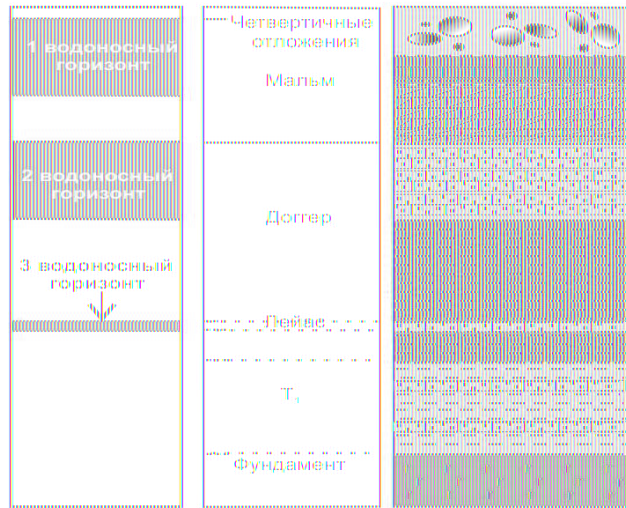 1 водоносный
горизонт
2 водоносный
горизонт
3 водоносный
горизонт
Четвертичные
отложения
Мальм
Доггер
Лейас
Фундамент